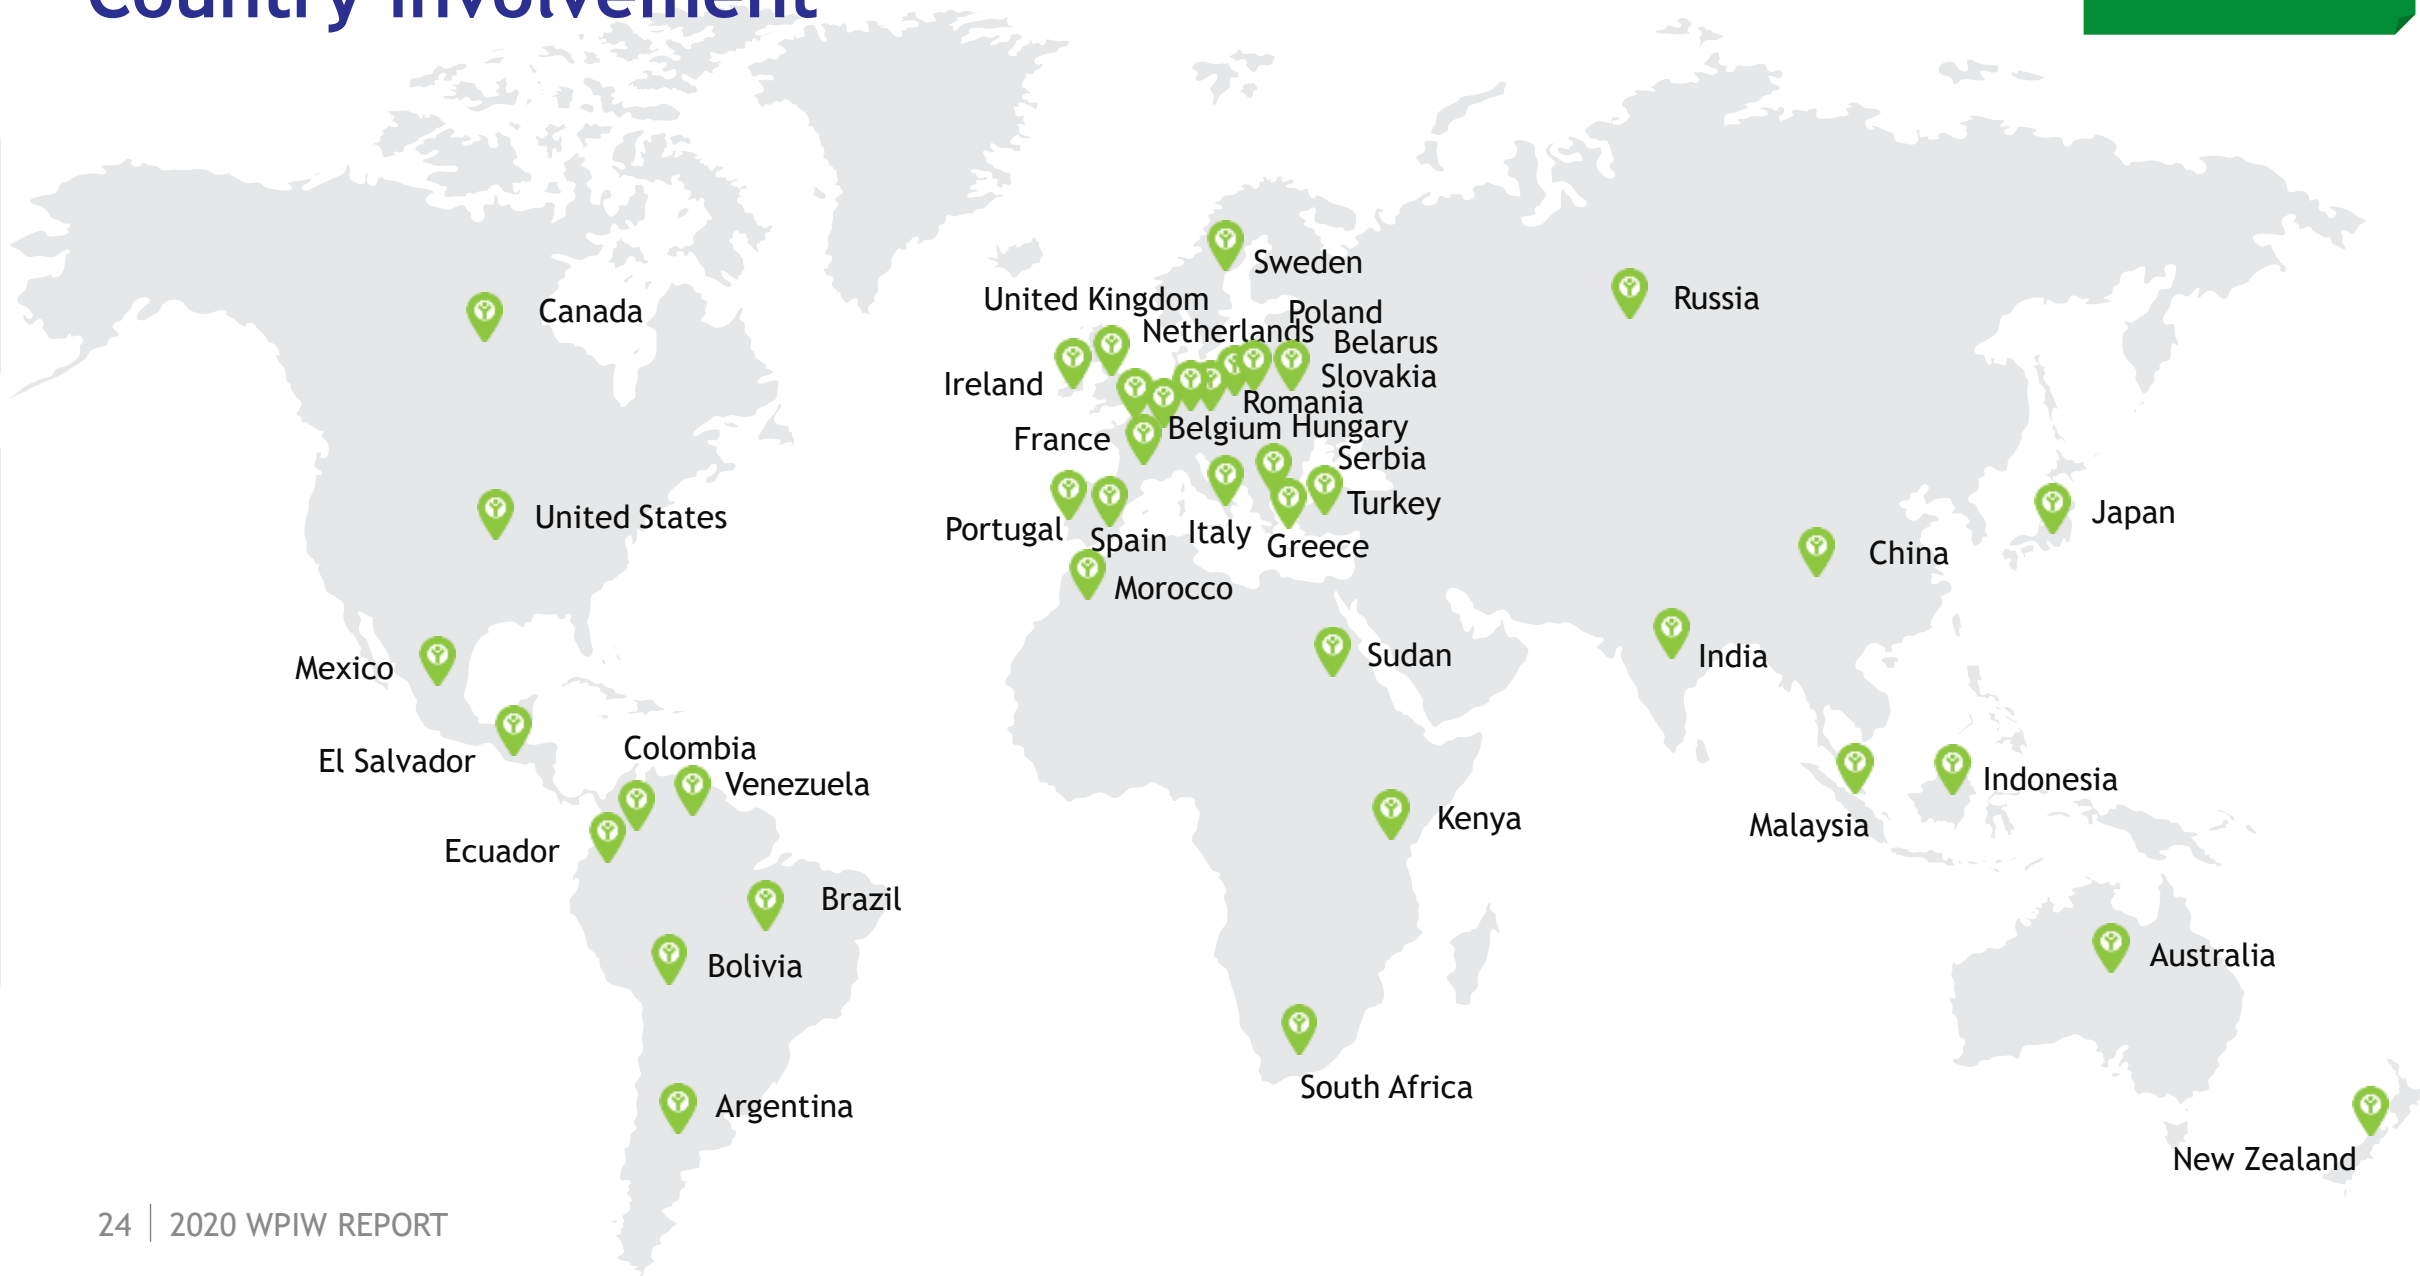 Country Involvement
Sweden
United Kingdom
Poland
Netherlands
Belarus
Ireland
Slovakia
Romania
France
Belgium
Hungary
Serbia
Turkey
Portugal
Spain
Italy
Greece
Morocco
Canada
Russia
United States
Japan
China
Mexico
Sudan
India
El Salvador
Colombia
Venezuela
Indonesia
Kenya
Malaysia
Ecuador
Brazil
Bolivia
Australia
South Africa
Argentina
New Zealand
24 | 2020 WPIW REPORT